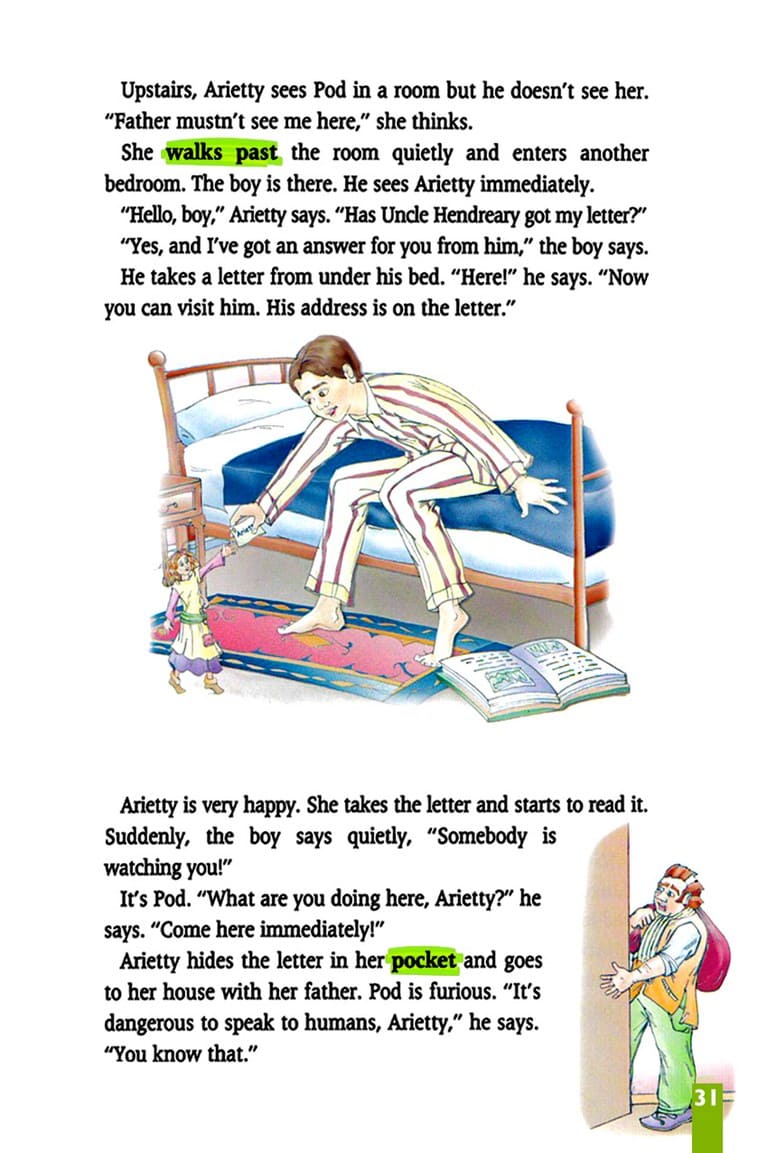 Upstairs, Arietty sees Pod in a room but he doesn't see her.
“Father mustn't see me here,” she thinks.
She walks past the room quietly and enters another
bedroom. The boy is there. He sees Arietty immediately.
“Hello, boy,” Arietty says. “Has Uncle Hendreary got my letter?”
“Yes, and I've got an answer for you from him,” the boy says.
He takes a letter from under his bed. “Here!” he says. “Now
you can visit him. His address is on the letter.”
Ariett
Arietty is very happy. She takes the letter and starts to read it.
Suddenly, the boy says quietly, “Somebody is
watching you!”
It's Pod. “What are you doing here, Arietty?” he
says. “Come here immediately!”
Arietty hides the letter in her pocket and goes
to her house with her father. Pod is furious. “It's
dangerous to speak to humans, Arietty,” he says.
“You know that.”
31